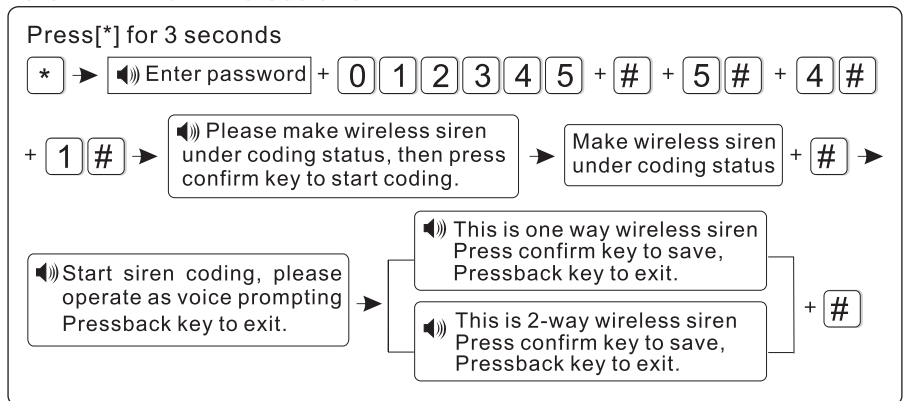 Press[*] for 3 seconds
* Enter password + 0 1 2 3 4 5 + # + 5 # + 4 #
+ 1 # Please make wireless siren
under coding status, then press
confirm key to start coding.
Make wireless siren
under coding status + #
Start siren coding, please
operate as voice prompting
Pressback key to exit.
This is one way wireless siren
Press confirm key to save,
Pressback key to exit.
This is 2-way wireless siren
Press confirm key to save,
Pressback key to exit.
+ #